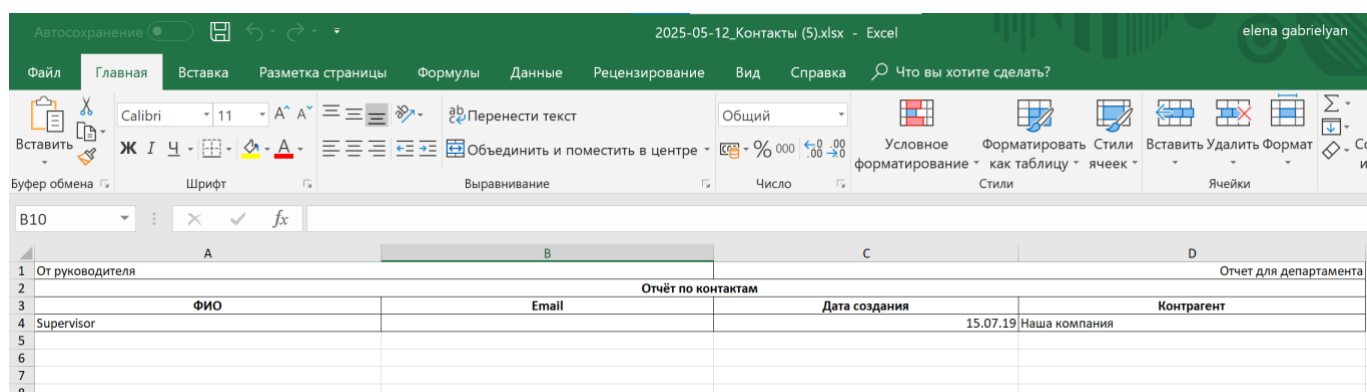 Автосохранение
2025-05-12_Контакты (5).xlsx - Excel
elena gabrielyan
Файл Главная Вставка Разметка страницы Формулы Данные Рецензирование Вид Справка Что вы хотите сделать?
Вставить
Calibri 11 A^ A˅
Ж К Ч А
Перенести текст
Объединить и поместить в центре
Общий
% 000
Условное форматирование
Форматировать как таблицу
Стили ячеек
Вставить Удалить Формат
Буфер обмена Шрифт Выравнивание Число Стили Ячейки
B10 fx
A B C D
1 От руководителя Отчет для департамента
2 Отчёт по контактам
3 ФИО Email Дата создания Контрагент
4 Supervisor 15.07.19 Наша компания
5
6
7